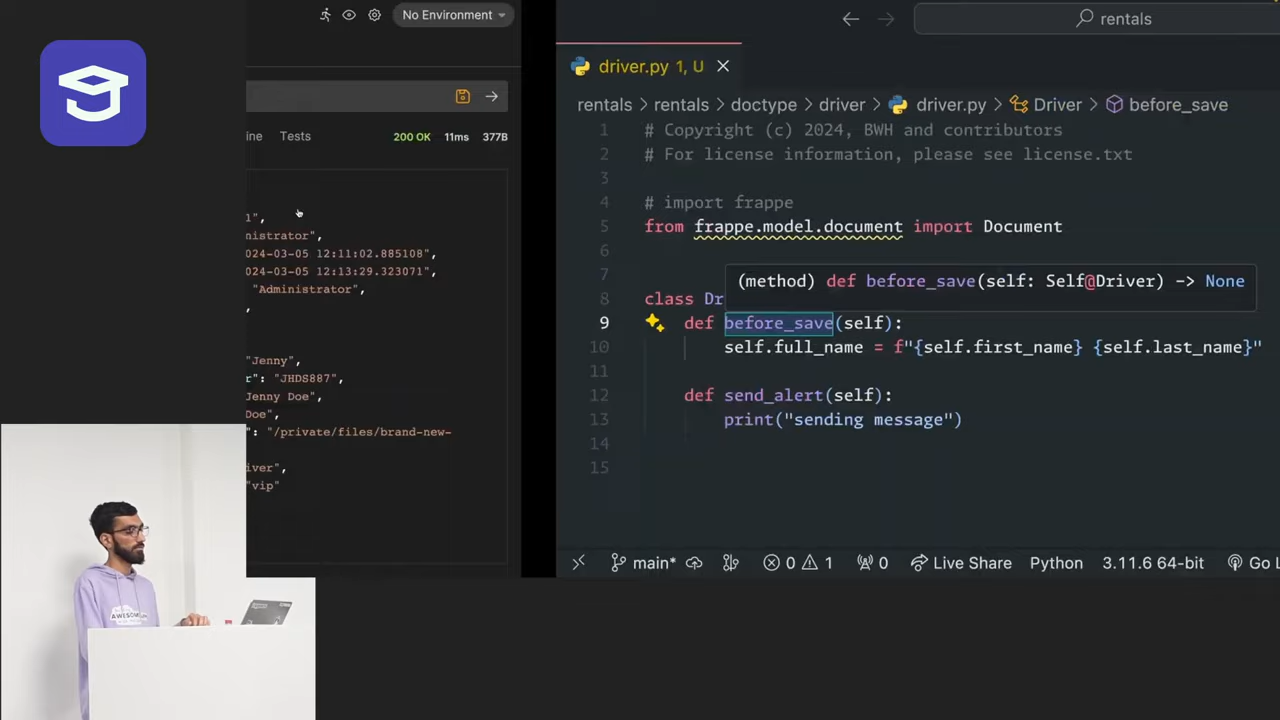 No Environment
ine Tests 200 OK 11ms 377B
1",
nistrator",
024-03-05 12:11:02.885108",
024-03-05 12:13:29.323071",
"Administrator",
,
"Jenny",
r": "JHDS887",
Jenny Doe",
Doe",
": "/private/files/brand-new-
iver",
"vip"
AWESOME
rentals
driver.py 1, U
rentals > rentals > doctype > driver > driver.py > Driver > before_save
1 # Copyright (c) 2024, BWH and contributors
2 # For license information, please see license.txt
3
4 # import frappe
5 from frappe.model.document import Document
6
7
(method) def before_save(self: Self@Driver) -> None
8 class Dr
9 def before_save(self):
10 self.full_name = f"{self.first_name} {self.last_name}"
11
12 def send_alert(self):
13 print("sending message")
14
15
main* 0 1 0 Live Share Python 3.11.6 64-bit Go L